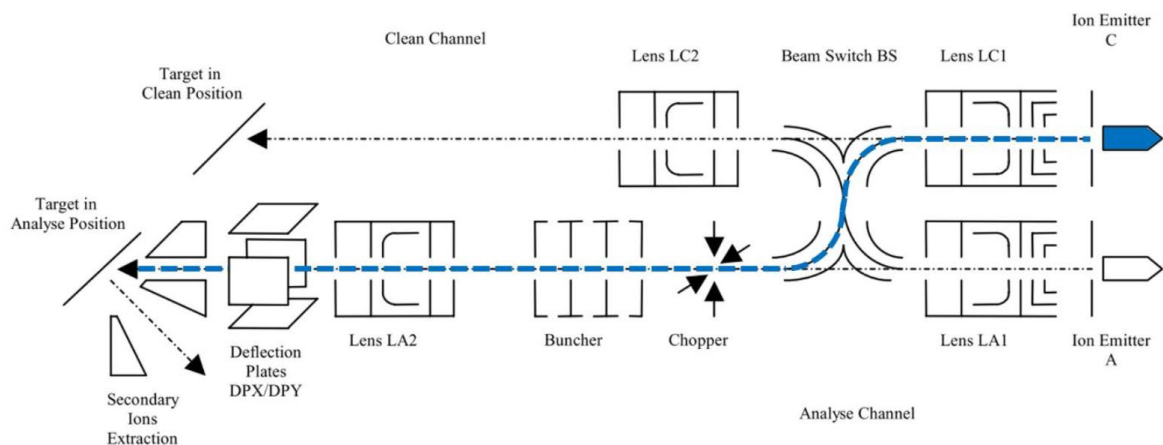 Clean Channel
Ion Emitter
C
Lens LC2
Beam Switch BS
Lens LC1
Target in
Clean Position
Target in
Analyse Position
Lens LA2
Buncher
Chopper
Lens LA1
Ion Emitter
A
Deflection
Plates
DPX/DPY
Secondary
Ions
Extraction
Analyse Channel